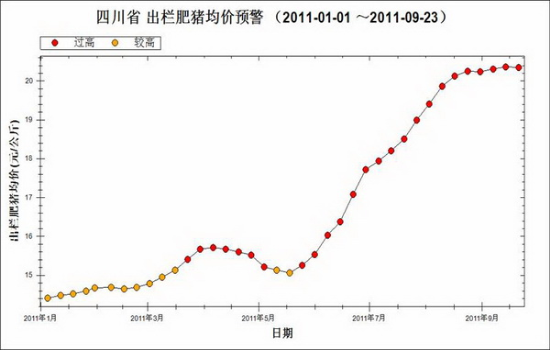 四川省 出栏肥猪均价预警 (2011-01-01 ～2011-09-23)
过高 较高
出栏肥猪均价(元/公斤)
20
19
18
17
16
15
2011年1月 2011年3月 2011年5月 2011年7月 2011年9月
日期